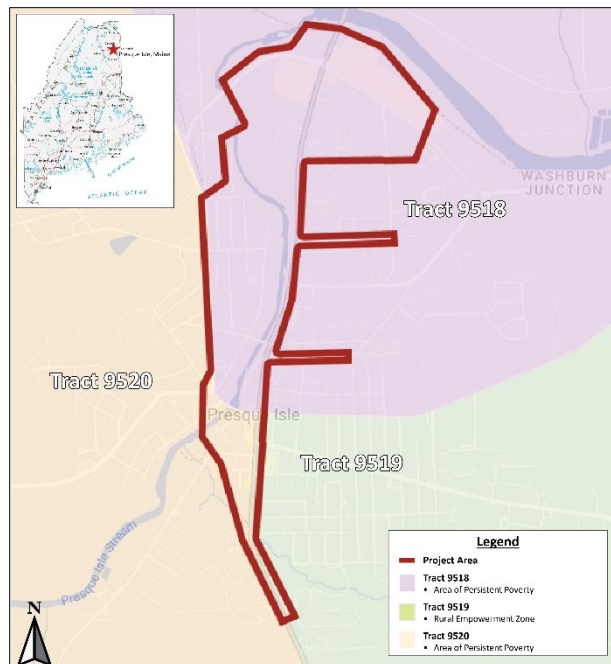 Presque Isle, Maine
ATLANTIC OCEAN
WASHBURN
JUNCTION
Tract 9518
Tract 9520
Presque Isle
Tract 9519
Presque Isle Stream
N
Legend
Project Area
Tract 9518
• Area of Persistent Poverty
Tract 9519
• Rural Empowerment Zone
Tract 9520
• Area of Persistent Poverty